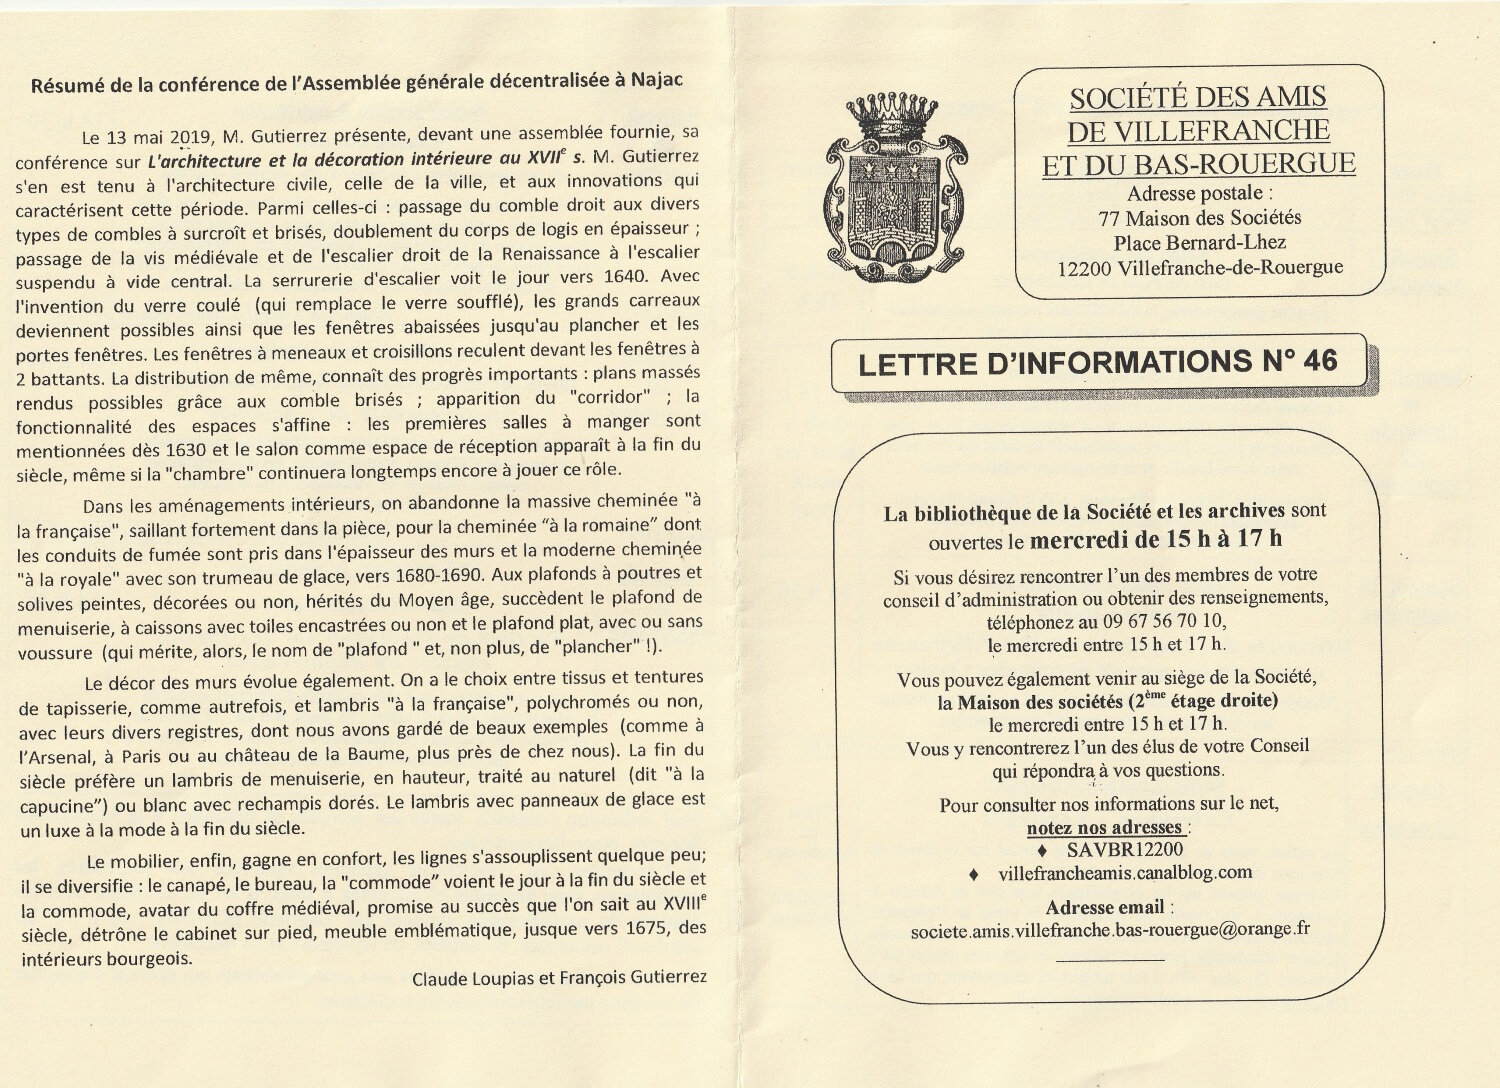 Résumé de la conférence de l'Assemblée générale décentralisée à Najac
Le 13 mai 2019, M. Gutierrez présente, devant une assemblée fournie, sa
conférence sur L'architecture et la décoration intérieure au XVIIe s. M. Gutierrez
s'en est tenu à l'architecture civile, celle de la ville, et aux innovations qui
caractérisent cette période. Parmi celles-ci : passage du comble droit aux divers
types de combles à surcroît et brisés, doublement du corps de logis en épaisseur ;
passage de la vis médiévale et de l'escalier droit de la Renaissance à l'escalier
suspendu à vide central. La serrurerie d'escalier voit le jour vers 1640. Avec
l'invention du verre coulé (qui remplace le verre soufflé), les grands carreaux
deviennent possibles ainsi que les fenêtres abaissées jusqu'au plancher et les
portes fenêtres. Les fenêtres à meneaux et croisillons reculent devant les fenêtres à
2 battants. La distribution de même, connaît des progrès importants : plans massés
rendus possibles grâce aux comble brisés ; apparition du "corridor" ; la
fonctionnalité des espaces s'affine : les premières salles à manger sont
mentionnées dès 1630 et le salon comme espace de réception apparaît à la fin du
siècle, même si la "chambre" continuera longtemps encore à jouer ce rôle.
Dans les aménagements intérieurs, on abandonne la massive cheminée "à
la française", saillant fortement dans la pièce, pour la cheminée "à la romaine" dont
les conduits de fumée sont pris dans l'épaisseur des murs et la moderne cheminée
"à la royale" avec son trumeau de glace, vers 1680-1690. Aux plafonds à poutres et
solives peintes, décorées ou non, hérités du Moyen âge, succèdent le plafond de
menuiserie, à caissons avec toiles encastrées ou non et le plafond plat, avec ou sans
voussure (qui mérite, alors, le nom de "plafond " et, non plus, de "plancher" !).
Le décor des murs évolue également. On a le choix entre tissus et tentures
de tapisserie, comme autrefois, et lambris "à la française", polychromés ou non,
avec leurs divers registres, dont nous avons gardé de beaux exemples (comme à
l'Arsenal, à Paris ou au château de la Baume, plus près de chez nous). La fin du
siècle préfère un lambris de menuiserie, en hauteur, traité au naturel (dit "à la
capucine") ou blanc avec rechampis dorés. Le lambris avec panneaux de glace est
un luxe à la mode à la fin du siècle.
Le mobilier, enfin, gagne en confort, les lignes s'assouplissent quelque peu;
il se diversifie : le canapé, le bureau, la "commode" voient le jour à la fin du siècle et
la commode, avatar du coffre médiéval, promise au succès que l'on sait au XVIIIe
siècle, détrône le cabinet sur pied, meuble emblématique, jusque vers 1675, des
intérieurs bourgeois.
Claude Loupias et François Gutierrez
SOCIÉTÉ DES AMIS
DE VILLEFRANCHE
ET DU BAS-ROUERGUE
Adresse postale :
77 Maison des Sociétés
Place Bernard-Lhez
12200 Villefranche-de-Rouergue
LETTRE D'INFORMATIONS N° 46
La bibliothèque de la Société et les archives sont
ouvertes le mercredi de 15 h à 17 h
Si vous désirez rencontrer l'un des membres de votre
conseil d'administration ou obtenir des renseignements,
téléphonez au 09 67 56 70 10,
le mercredi entre 15 h et 17 h.
Vous pouvez également venir au siège de la Société,
la Maison des sociétés (2ème étage droite)
le mercredi entre 15 h et 17 h.
Vous y rencontrerez l'un des élus de votre Conseil
qui répondra à vos questions.
Pour consulter nos informations sur le net,
notez nos adresses :
♦ SAVBR12200
♦ villefrancheamis.canalblog.com
Adresse email :
societe.amis.villefranche.bas-rouergue@orange.fr